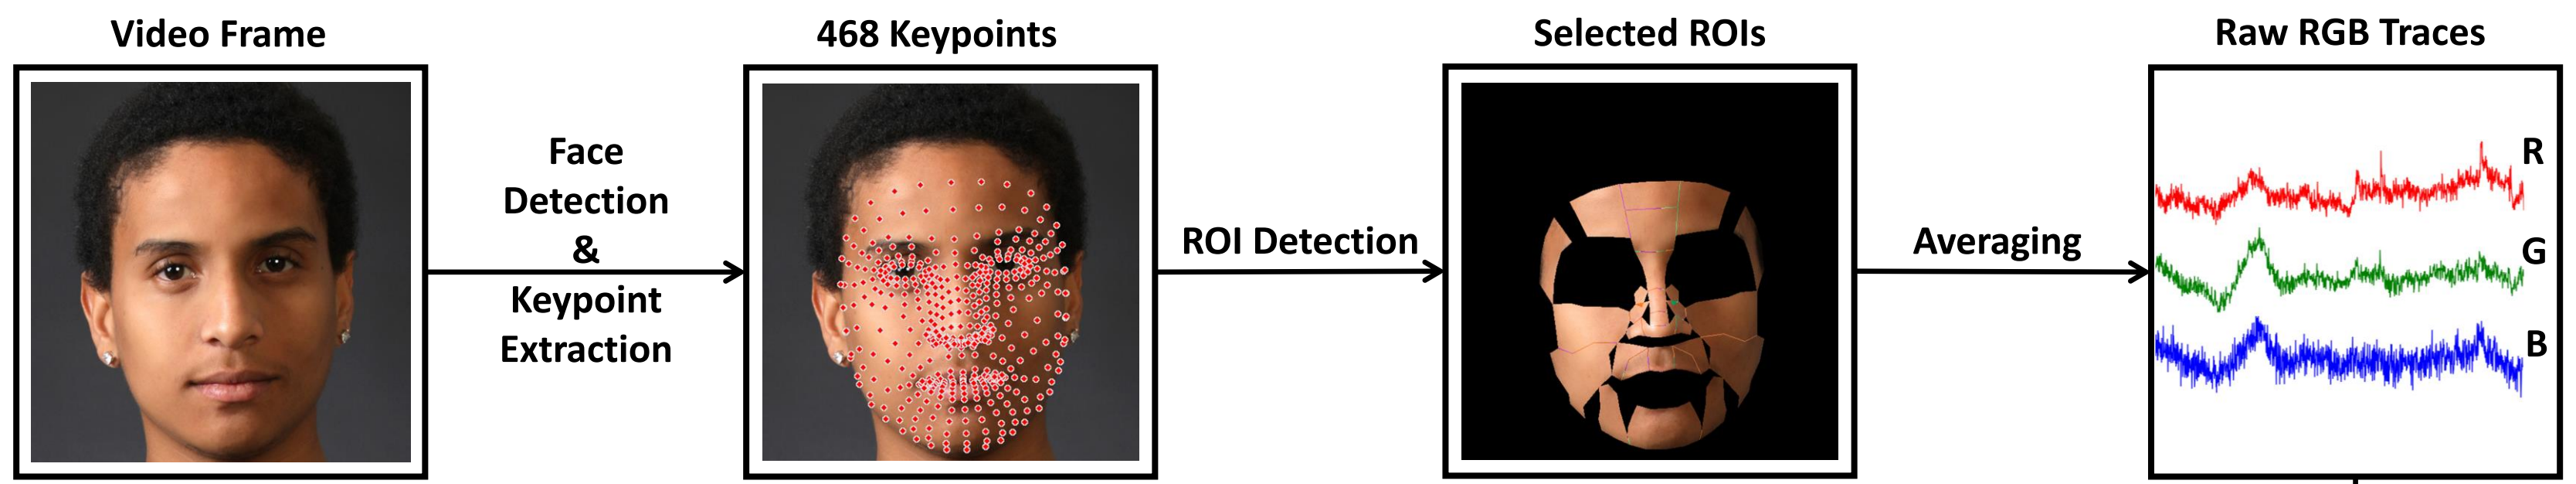 Video Frame
468 Keypoints
Selected ROIs
Raw RGB Traces
Face
Detection
&
Keypoint
Extraction
ROI Detection
Averaging
R
G
B